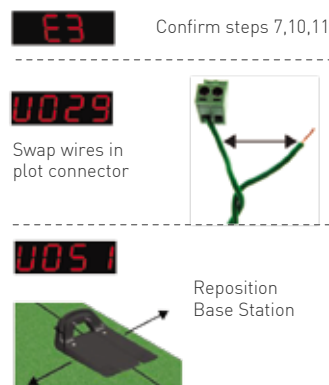 E3
Confirm steps 7,10,11
U029
Swap wires in
plot connector
U051
Reposition
Base Station